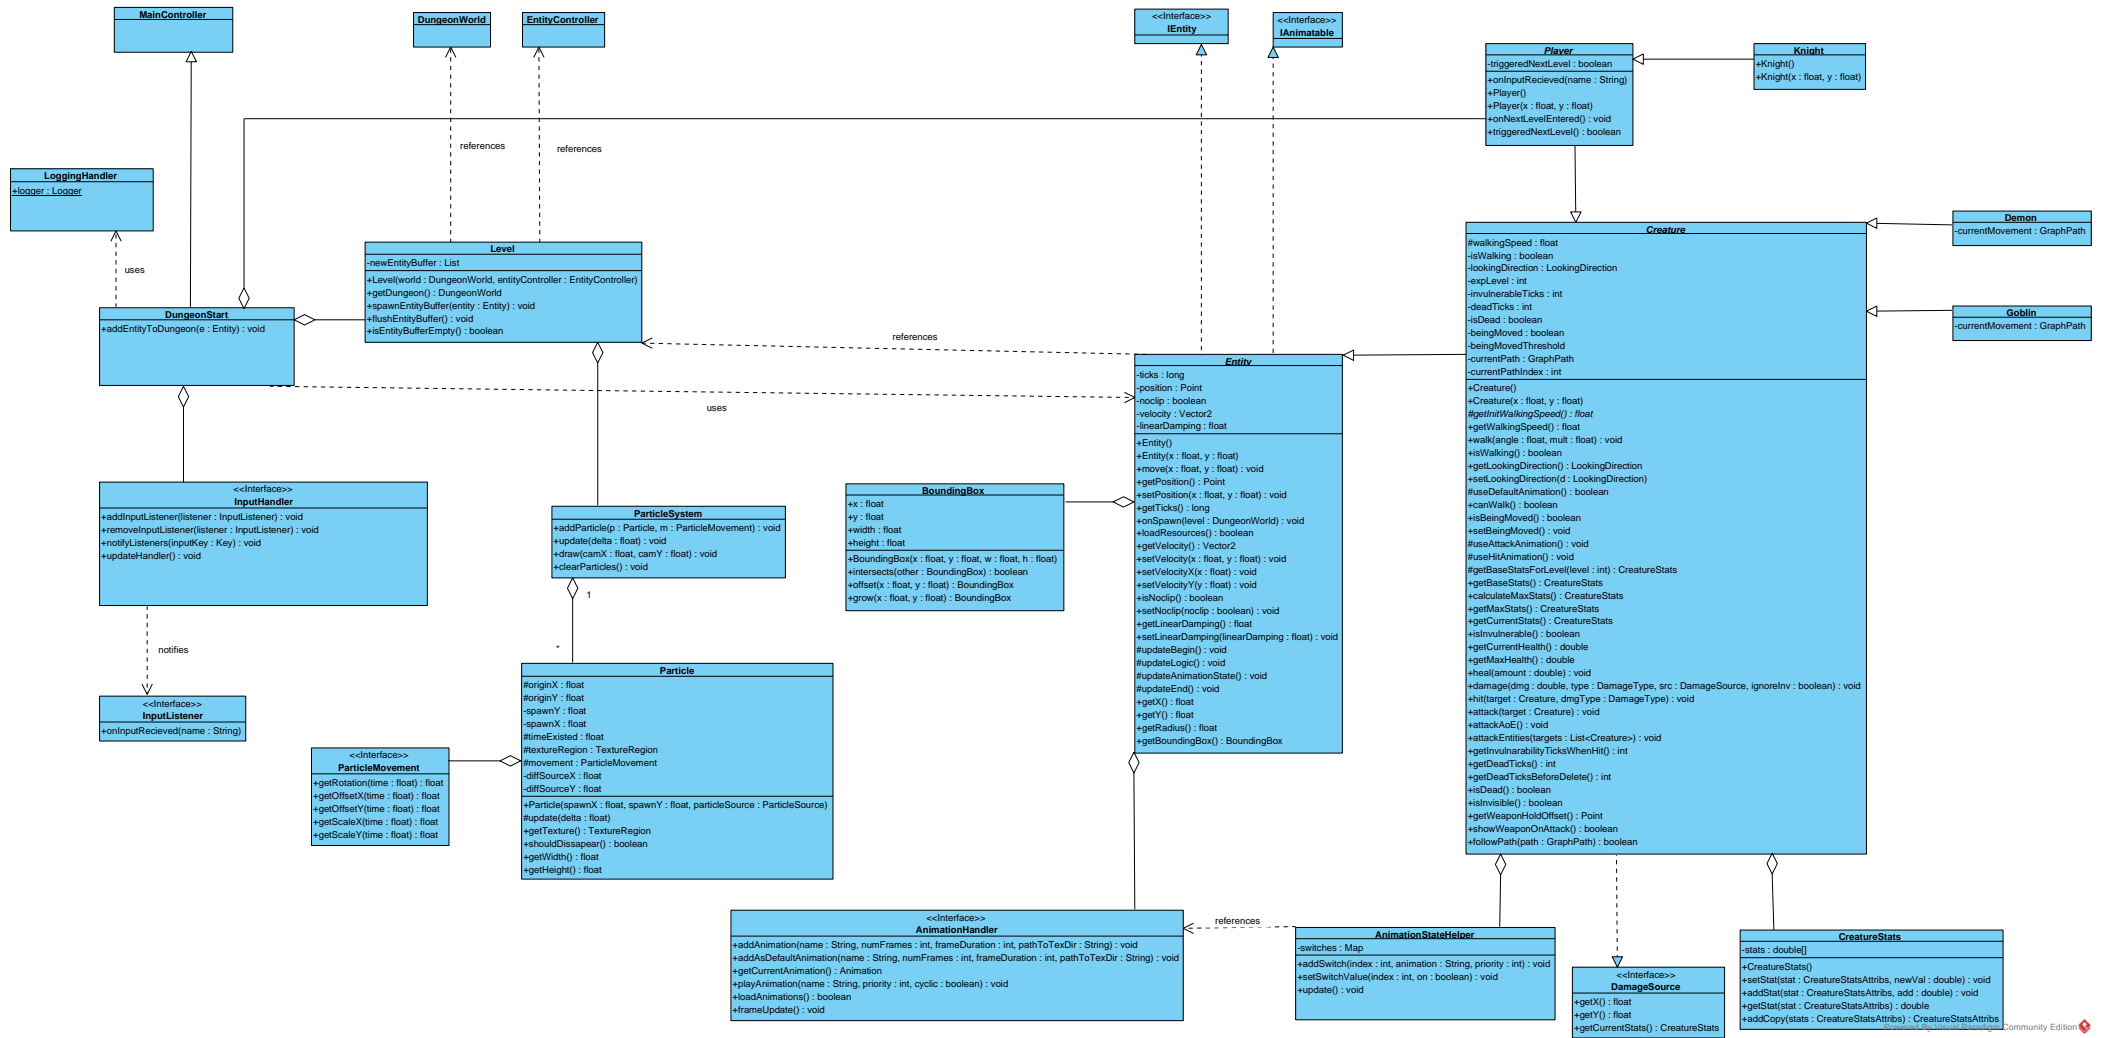 MainController
DungeonWorld
EntityController
<<Interface>>
IEntity
<<Interface>>
IAnimatable
Player
-triggeredNextLevel : boolean
+onInputRecieved(name : String)
+Player()
+Player(x : float, y : float)
+onNextLevelEntered() : void
+triggeredNextLevel() : boolean
Knight
+Knight()
+Knight(x : float, y : float)
references
references
LoggingHandler
+logger : Logger
uses
Level
-newEntityBuffer : List
+Level(world : DungeonWorld, entityController : EntityController)
+getDungeon() : DungeonWorld
+spawnEntityBuffer(entity : Entity) : void
+flushEntityBuffer() : void
+isEntityBufferEmpty() : boolean
DungeonStart
+addEntityToDungeon(e : Entity) : void
references
uses
Demon
-currentMovement : GraphPath
Goblin
-currentMovement : GraphPath
Creature
#walkingSpeed : float
-isWalking : boolean
-lookingDirection : LookingDirection
-expLevel : int
-invulnerableTicks : int
-deadTicks : int
-isDead : boolean
-beingMoved : boolean
-beingMovedThreshold
-currentPath : GraphPath
-currentPathIndex : int
+Creature()
+Creature(x : float, y : float)
#getInitWalkingSpeed() : float
+getWalkingSpeed() : float
+walk(angle : float, mult : float) : void
+isWalking() : boolean
+getLookingDirection() : LookingDirection
+setLookingDirection(d : LookingDirection)
#useDefaultAnimation() : boolean
+canWalk() : boolean
+isBeingMoved() : boolean
+setBeingMoved() : void
#useAttackAnimation() : void
#useHitAnimation() : void
#getBaseStatsForLevel(level : int) : CreatureStats
+getBaseStats() : CreatureStats
+calculateMaxStats() : CreatureStats
+getMaxStats() : CreatureStats
+getCurrentStats() : CreatureStats
+isInvulnerable() : boolean
+getCurrentHealth() : double
+getMaxHealth() : double
+heal(amount : double) : void
+damage(dmg : double, type : DamageType, src : DamageSource, ignoreInv : boolean) : void
+hit(target : Creature, dmgType : DamageType) : void
+attack(target : Creature) : void
+attackAoE() : void
+attackEntities(targets : List<Creature>) : void
+getInvulnarabilityTicksWhenHit() : int
+getDeadTicks() : int
+getDeadTicksBeforeDelete() : int
+isDead() : boolean
+isInvisible() : boolean
+getWeaponHoldOffset() : Point
+showWeaponOnAttack() : boolean
+followPath(path : GraphPath) : boolean
Entity
-ticks : long
-position : Point
-noclip : boolean
-velocity : Vector2
-linearDamping : float
+Entity()
+Entity(x : float, y : float)
+move(x : float, y : float) : void
+getPosition() : Point
+setPosition(x : float, y : float) : void
+getTicks() : long
+onSpawn(level : DungeonWorld) : void
+loadResources() : boolean
+getVelocity() : Vector2
+setVelocity(x : float, y : float) : void
+setVelocityX(x : float) : void
+setVelocityY(y : float) : void
+isNoclip() : boolean
+setNoclip(noclip : boolean) : void
+getLinearDamping() : float
+setLinearDamping(linearDamping : float) : void
#updateBegin() : void
#updateLogic() : void
#updateAnimationState() : void
#updateEnd() : void
+getX() : float
+getY() : float
+getRadius() : float
+getBoundingBox() : BoundingBox
<<Interface>>
InputHandler
+addInputListener(listener : InputListener) : void
+removeInputListener(listener : InputListener) : void
+notifyListeners(inputKey : Key) : void
+updateHandler() : void
notifies
<<Interface>>
InputListener
+onInputRecieved(name : String)
BoundingBox
+x : float
+y : float
+width : float
+height : float
+BoundingBox(x : float, y : float, w : float, h : float)
+intersects(other : BoundingBox) : boolean
+offset(x : float, y : float) : BoundingBox
+grow(x : float, y : float) : BoundingBox
ParticleSystem
+addParticle(p : Particle, m : ParticleMovement) : void
+update(delta : float) : void
+draw(camX : float, camY : float) : void
+clearParticles() : void
1
*
Particle
#originX : float
#originY : float
-spawnY : float
-spawnX : float
#timeExisted : float
#textureRegion : TextureRegion
#movement : ParticleMovement
-diffSourceX : float
-diffSourceY : float
+Particle(spawnX : float, spawnY : float, particleSource : ParticleSource)
#update(delta : float)
+getTexture() : TextureRegion
+shouldDissapear() : boolean
+getWidth() : float
+getHeight() : float
<<Interface>>
ParticleMovement
+getRotation(time : float) : float
+getOffsetX(time : float) : float
+getOffsetY(time : float) : float
+getScaleX(time : float) : float
+getScaleY(time : float) : float
<<Interface>>
AnimationHandler
+addAnimation(name : String, numFrames : int, frameDuration : int, pathToTexDir : String) : void
+addAsDefaultAnimation(name : String, numFrames : int, frameDuration : int, pathToTexDir : String) : void
+getCurrentAnimation() : Animation
+playAnimation(name : String, priority : int, cyclic : boolean) : void
+loadAnimations() : boolean
+frameUpdate() : void
references
AnimationStateHelper
-switches : Map
+addSwitch(index : int, animation : String, priority : int) : void
+setSwitchValue(index : int, on : boolean) : void
+update() : void
<<Interface>>
DamageSource
+getX() : float
+getY() : float
+getCurrentStats() : CreatureStats
CreatureStats
-stats : double[]
+CreatureStats()
+setStat(stat : CreatureStatsAttribs, newVal : double) : void
+addStat(stat : CreatureStatsAttribs, add : double) : void
+getStat(stat : CreatureStatsAttribs) : double
+addCopy(stats : CreatureStatsAttribs) : CreatureStatsAttribs
Powered By Visual Paradigm Community Edition